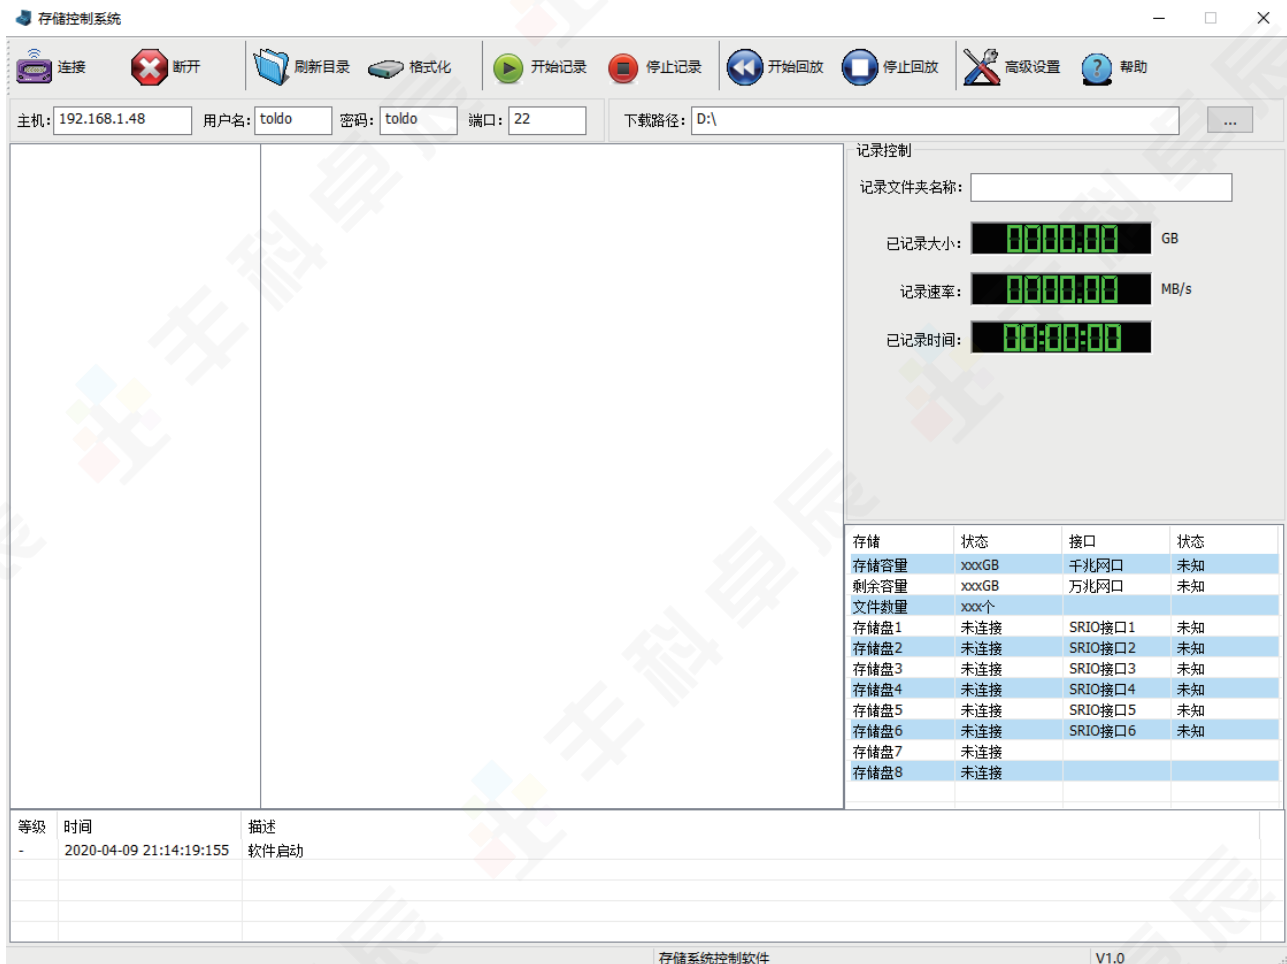 存储控制系统
连接 断开 刷新目录 格式化 开始记录 停止记录 开始回放 停止回放 高级设置 帮助
主机: 192.168.1.48 用户名: toldo 密码: toldo 端口: 22 下载路径: D:\ ...
记录控制
记录文件夹名称:
已记录大小: 0000:00 GB
记录速率: 0000:00 MB/s
已记录时间: 00:00:00
存储 状态 接口 状态
存储容量 xxxGB 千兆网口 未知
剩余容量 xxxGB 万兆网口 未知
文件数量 xxx个
存储盘1 未连接 SRIO接口1 未知
存储盘2 未连接 SRIO接口2 未知
存储盘3 未连接 SRIO接口3 未知
存储盘4 未连接 SRIO接口4 未知
存储盘5 未连接 SRIO接口5 未知
存储盘6 未连接 SRIO接口6 未知
存储盘7 未连接
存储盘8 未连接
等级 时间 描述
- 2020-04-09 21:14:19:155 软件启动
存储系统控制软件 V1.0
丰科卓辰